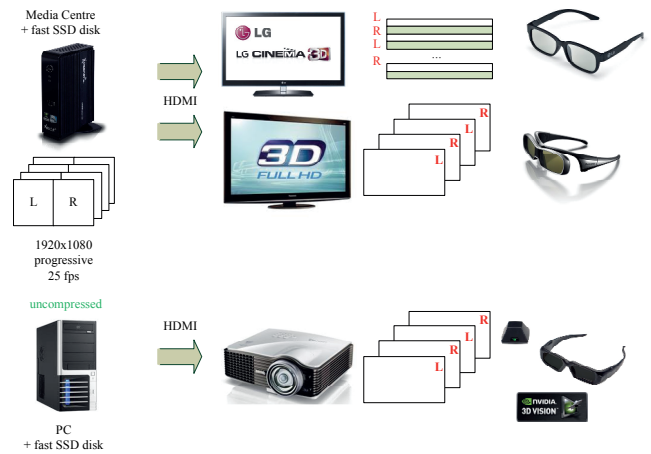 Media Centre
+ fast SSD disk
LG
LG CINEMA 3D
L
R
L
...
R
HDMI
3D
FULL HD
R
L
R
L
L R
1920x1080
progressive
25 fps
uncompressed
HDMI
R
L
R
L
NVIDIA
3D VISION
PC
+ fast SSD disk